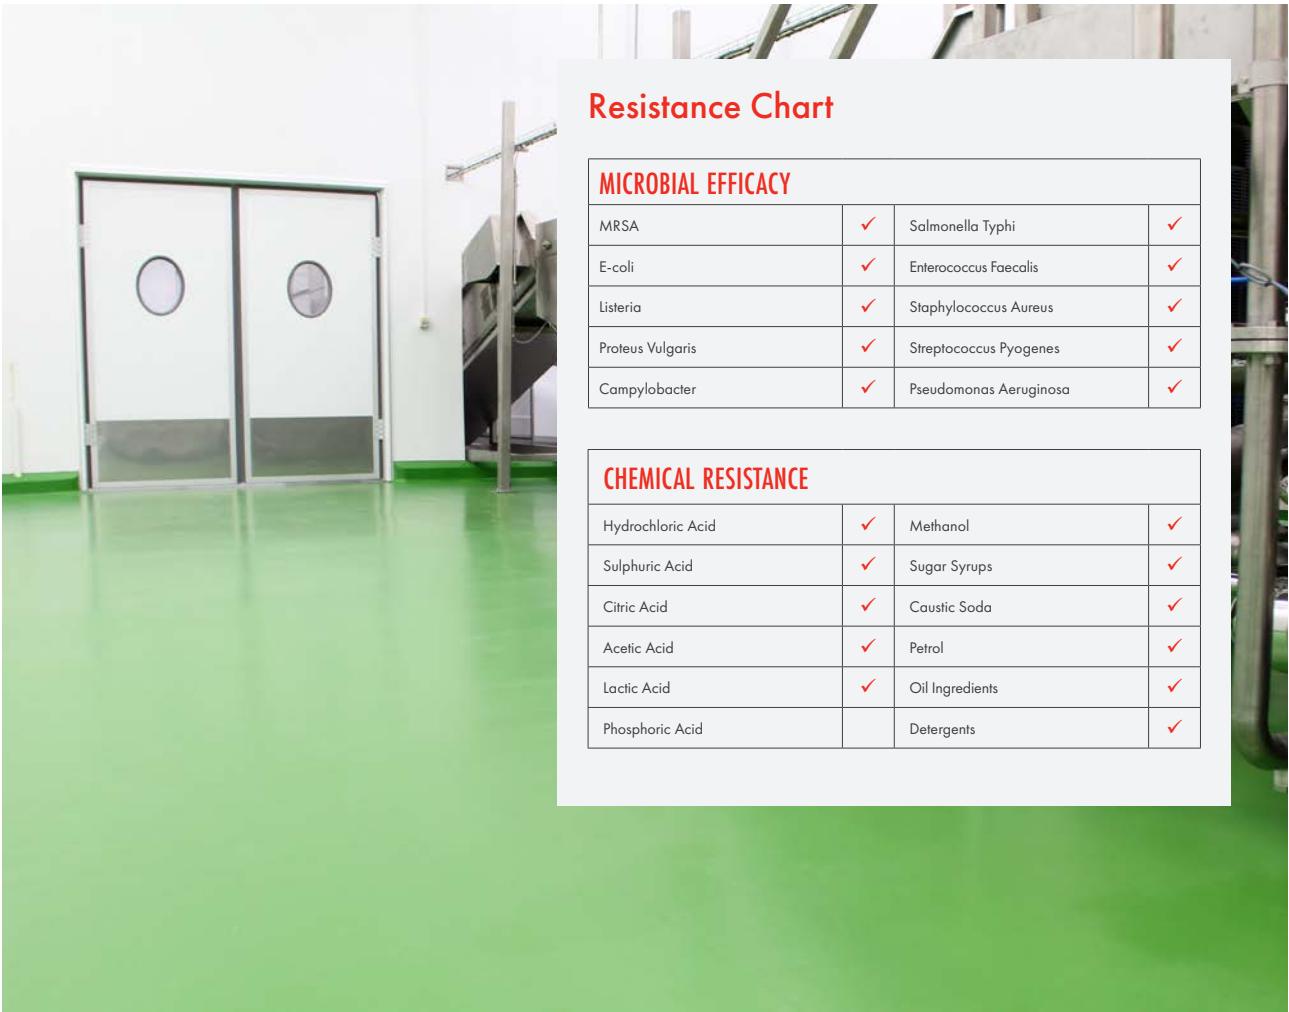 Resistance Chart
MICROBIAL EFFICACY
MRSA ✓ Salmonella Typhi ✓
E-coli ✓ Enterococcus Faecalis ✓
Listeria ✓ Staphylococcus Aureus ✓
Proteus Vulgaris ✓ Streptococcus Pyogenes ✓
Campylobacter ✓ Pseudomonas Aeruginosa ✓
CHEMICAL RESISTANCE
Hydrochloric Acid ✓ Methanol ✓
Sulphuric Acid ✓ Sugar Syrups ✓
Citric Acid ✓ Caustic Soda ✓
Acetic Acid ✓ Petrol ✓
Lactic Acid ✓ Oil Ingredients ✓
Phosphoric Acid Detergents ✓